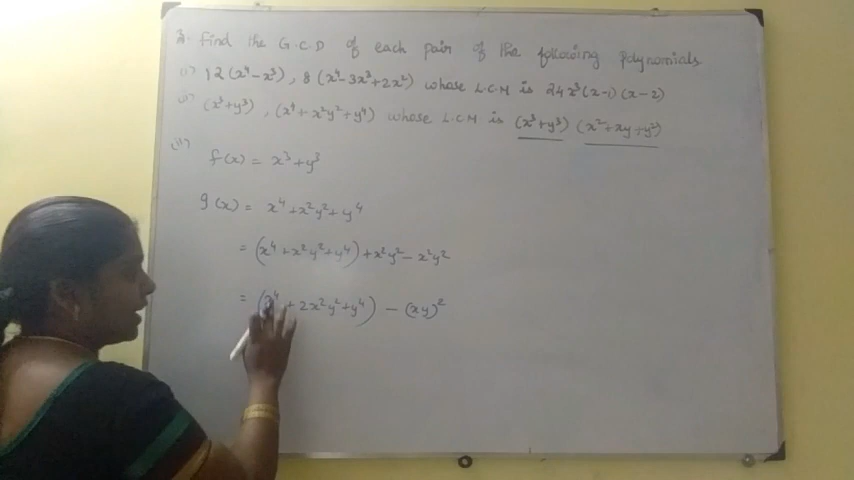 3. Find the G.C.D of each pair of the following Polynomials
i) 12(x⁴-x³), 8(x⁴-3x³+2x²) whose L.C.M is 24x³(x-1)(x-2)
ii) (x³+y³), (x⁴+x²y²+y⁴) whose L.C.M is (x³+y³) (x²+xy+y²)
ii)
f(x) = x³+y³
g(x) = x⁴+x²y²+y⁴
= (x⁴+x²y²+y⁴)+x²y²-x²y²
= (x⁴+2x²y²+y⁴) - (xy)²